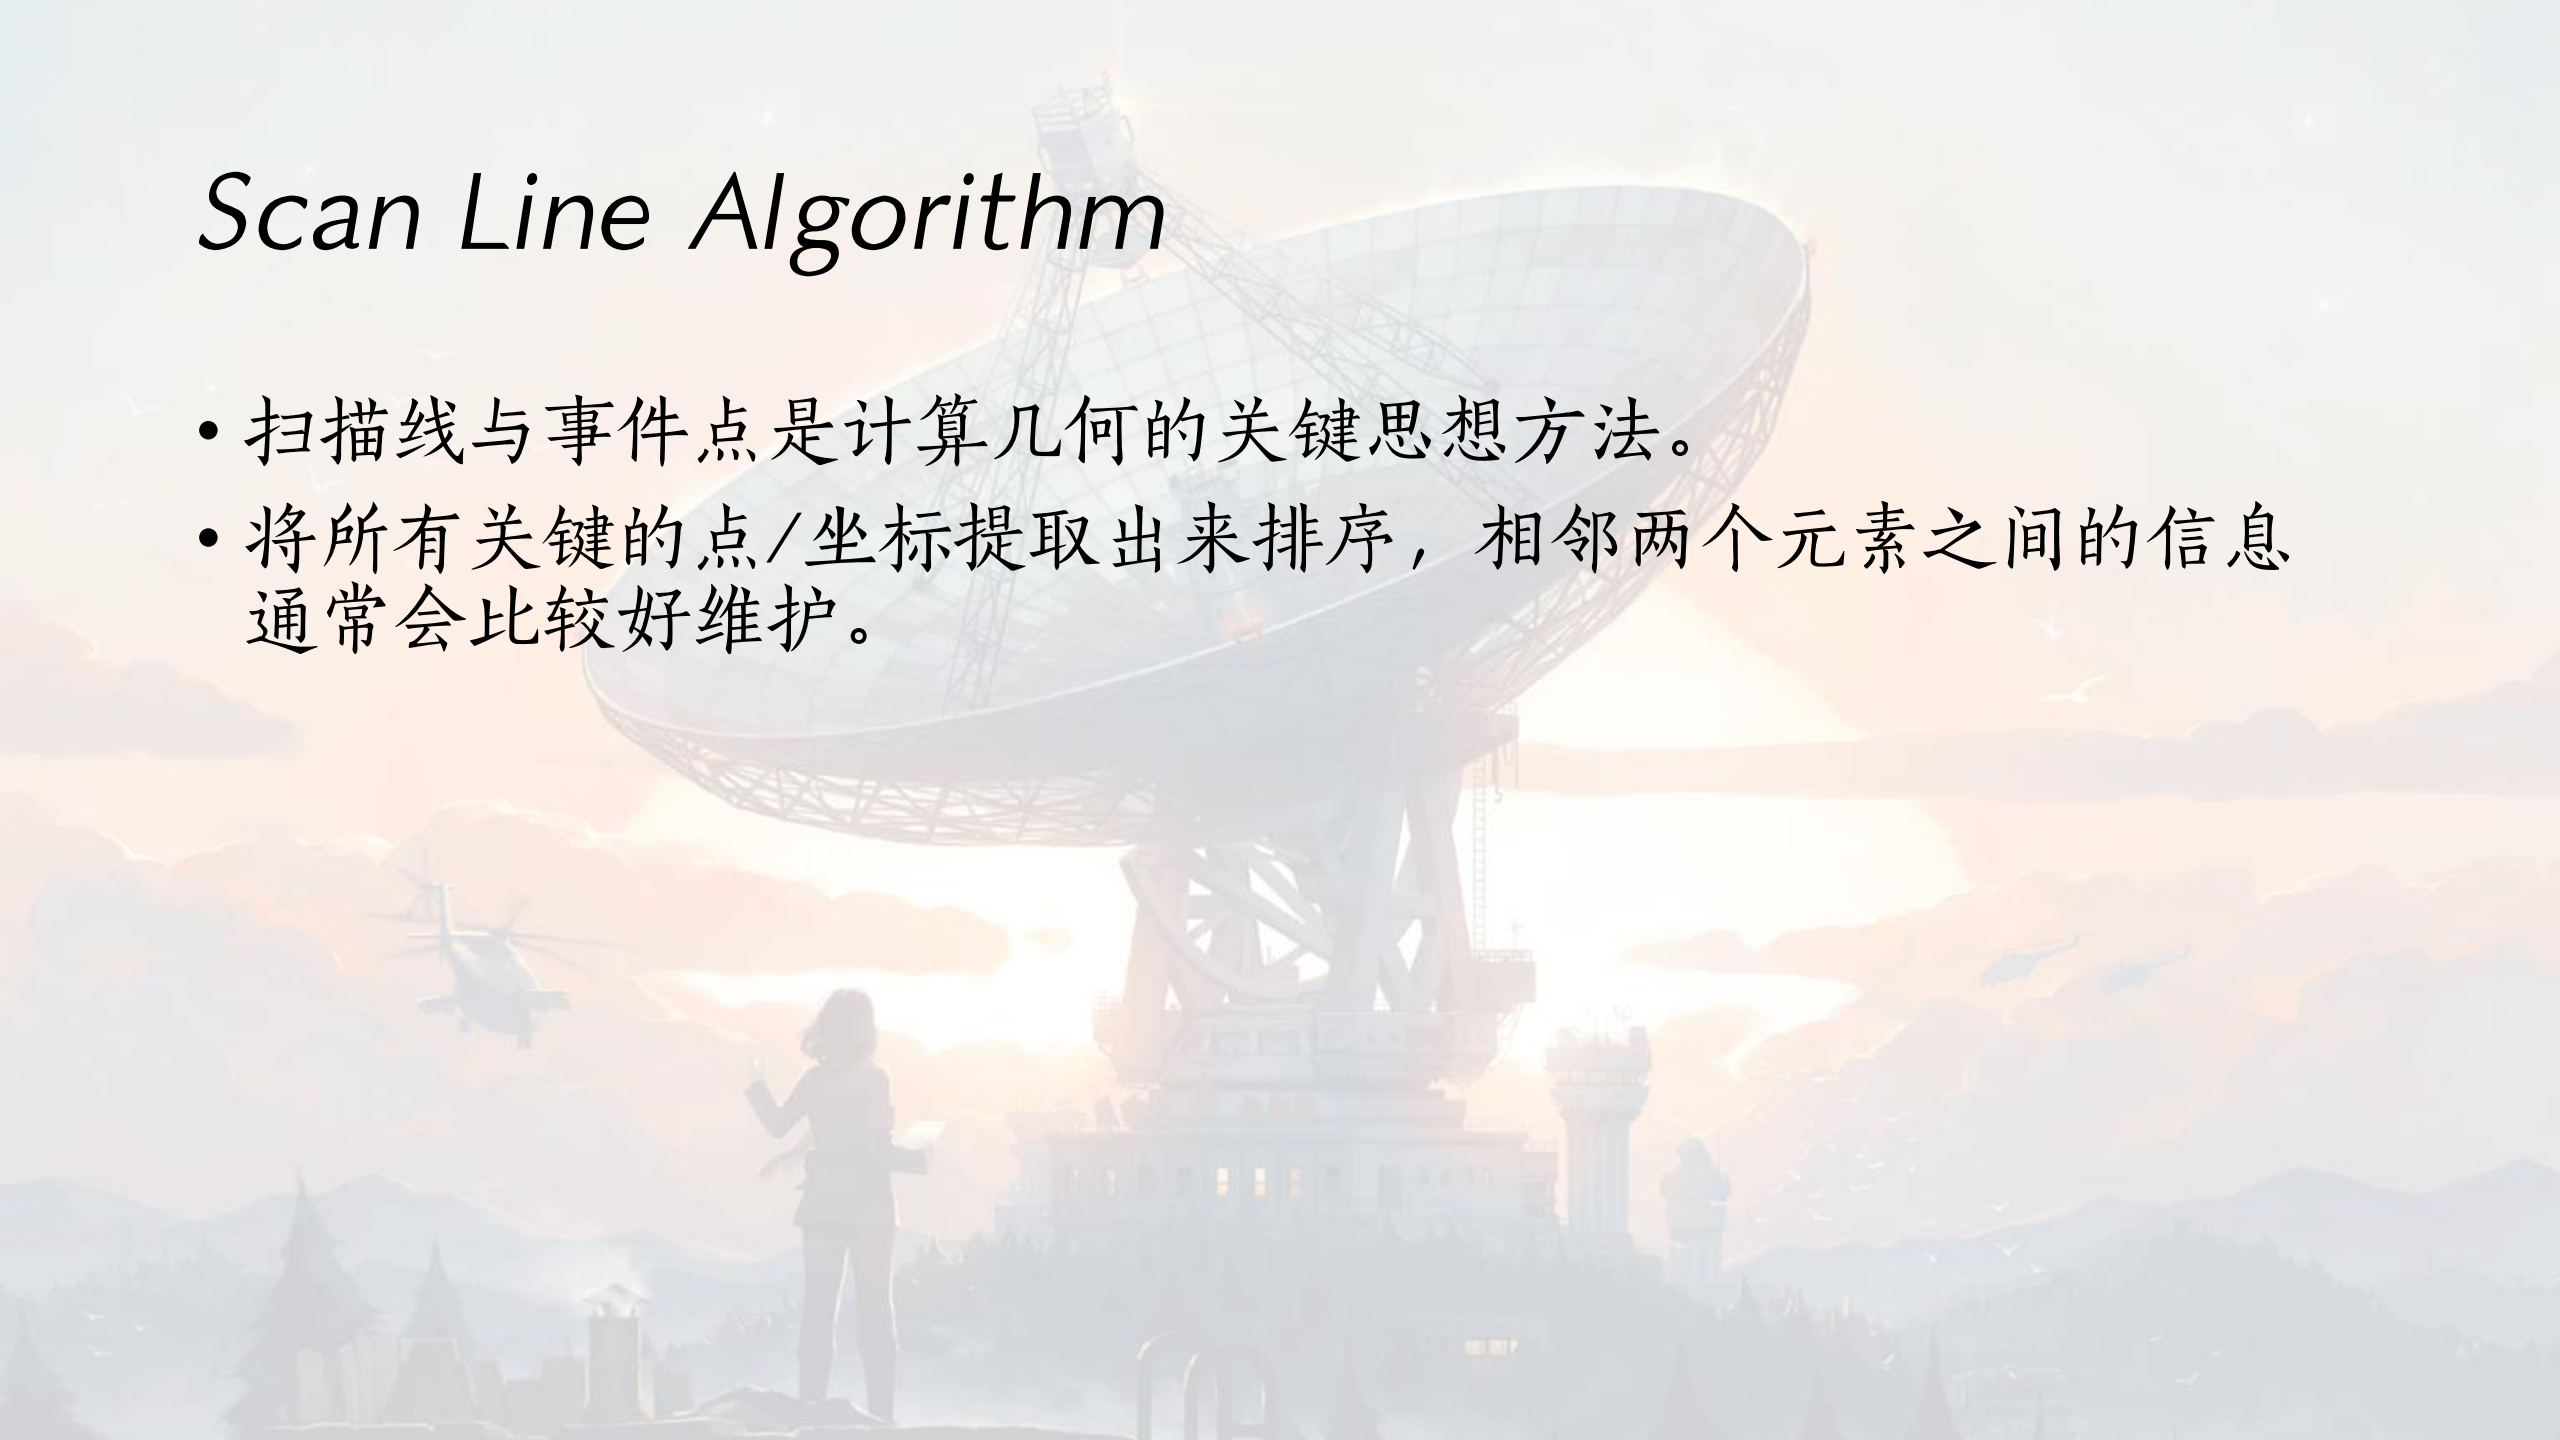 Scan Line Algorithm
• 扫描线与事件点是计算几何的关键思想方法。
• 将所有关键的点/坐标提取出来排序，相邻两个元素之间的信息
通常会比较好维护。